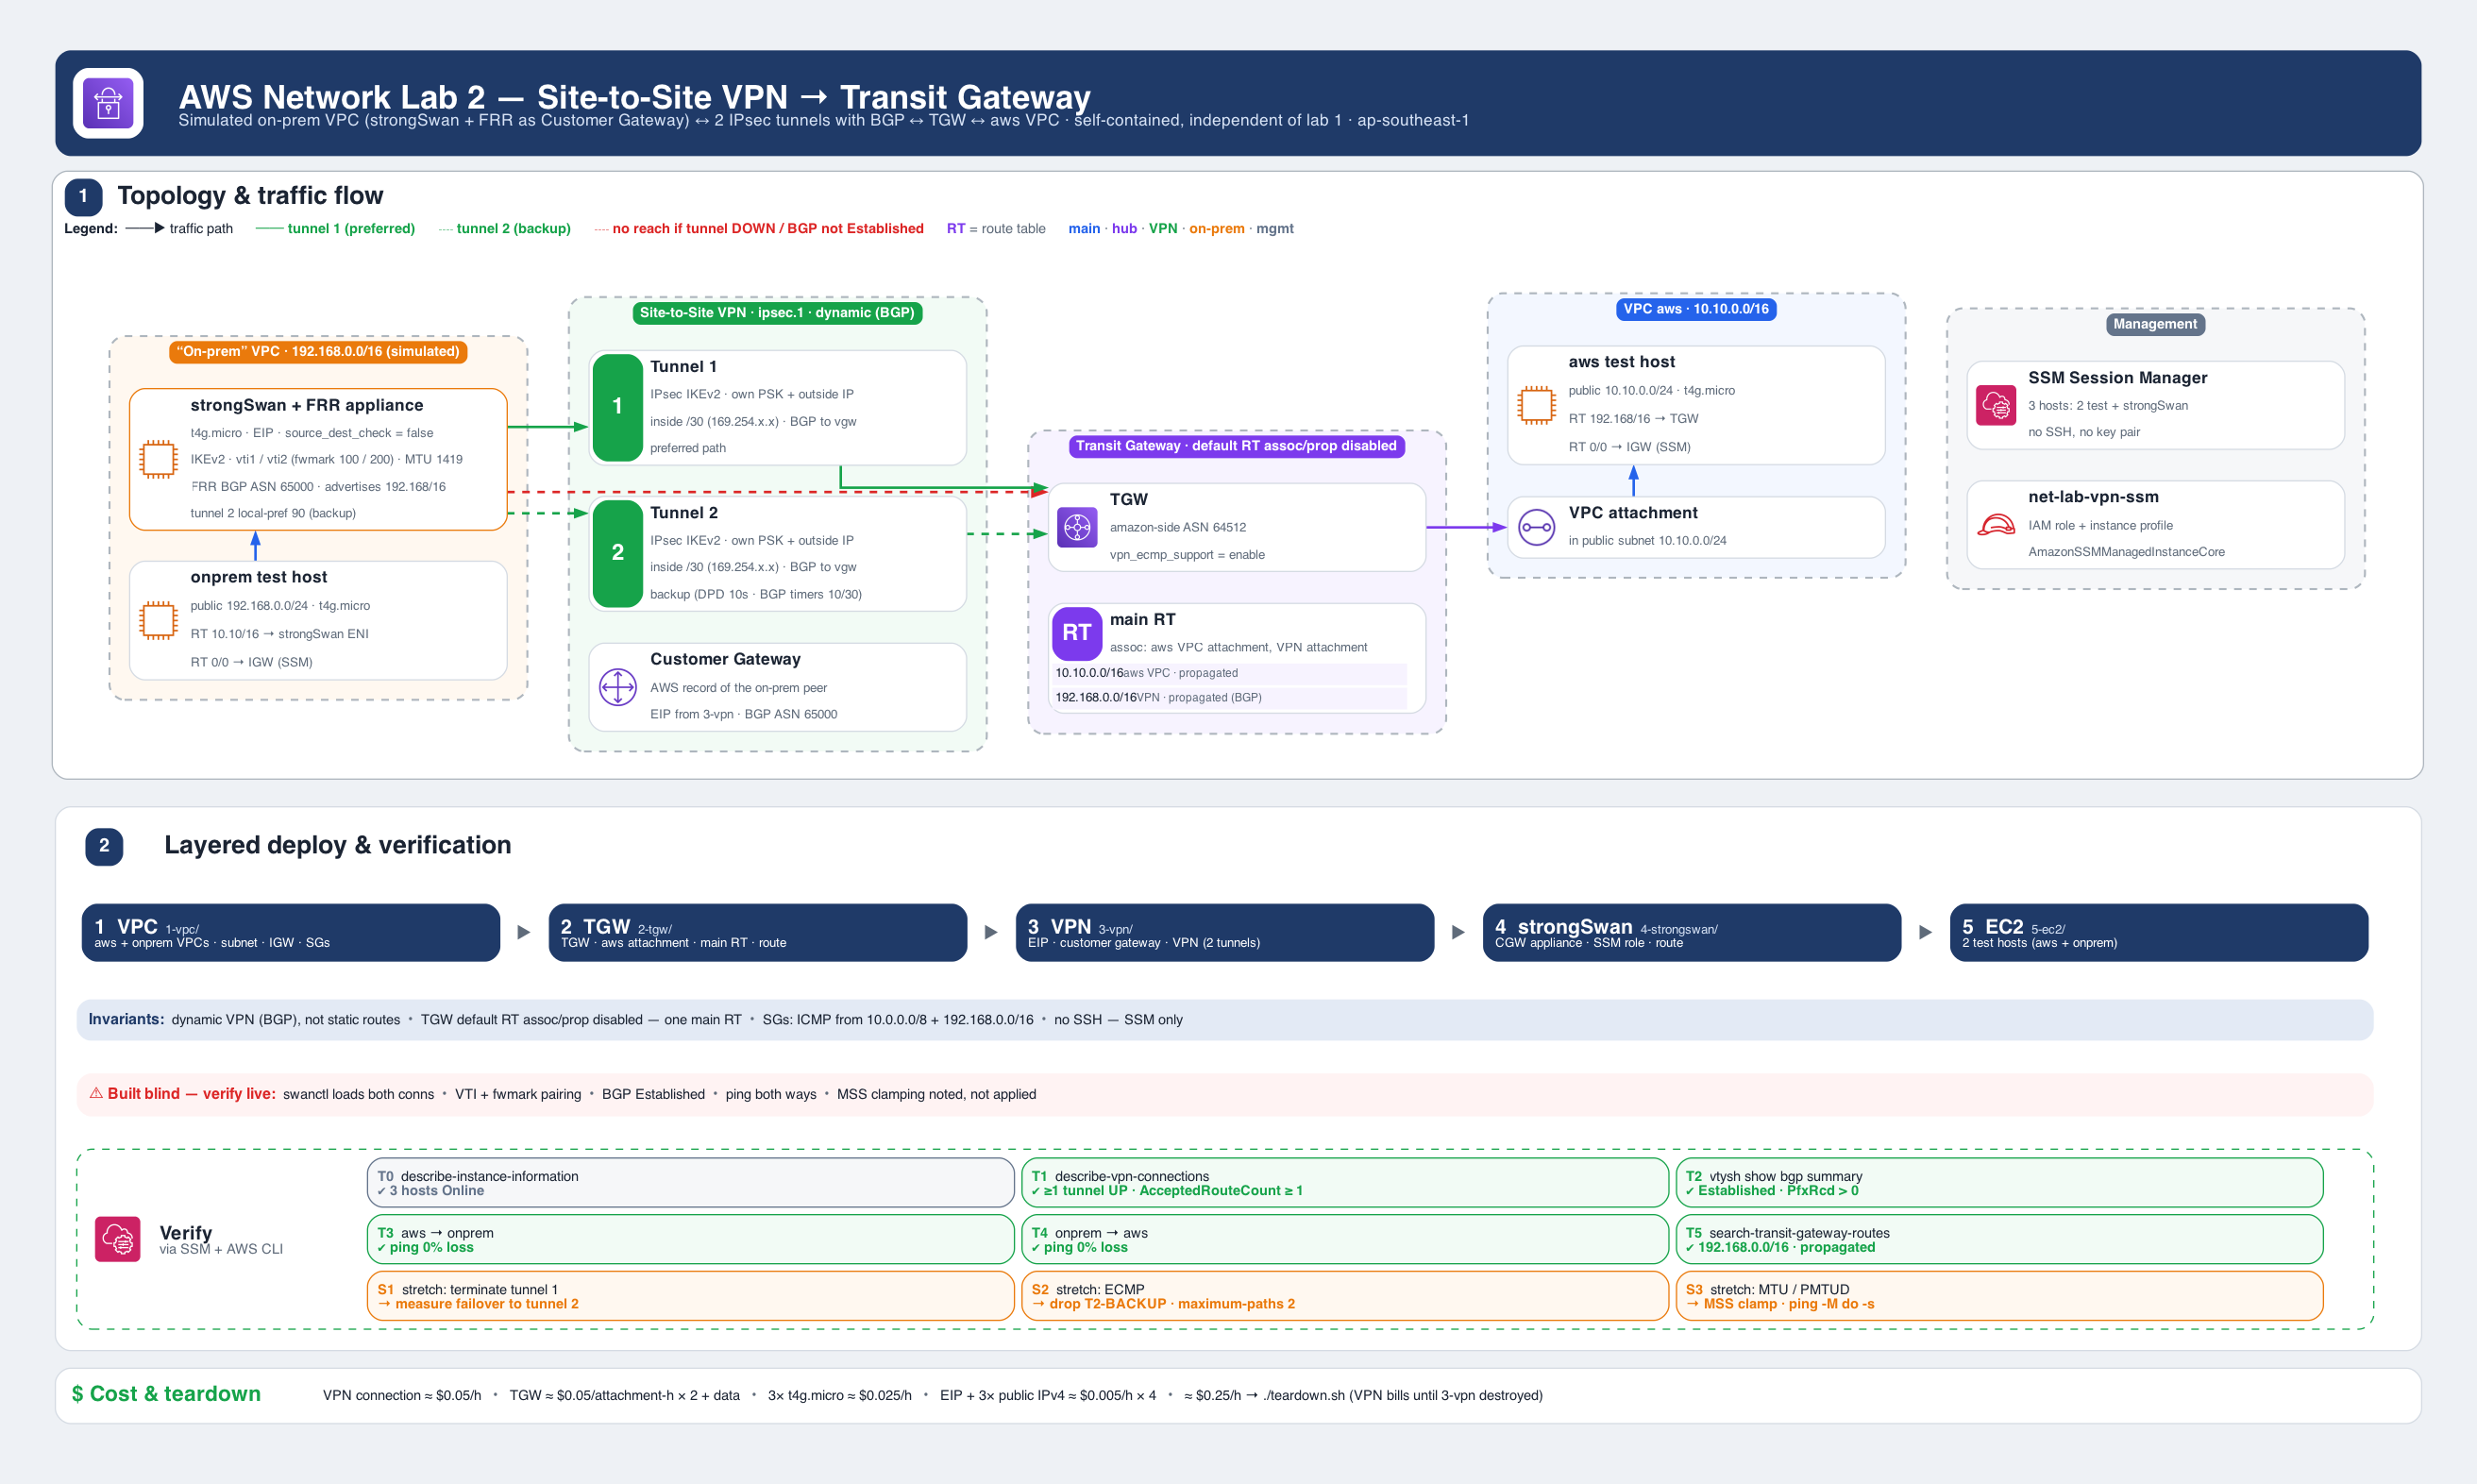 AWS Network Lab 2 — Site-to-Site VPN → Transit Gateway
Simulated on-prem VPC (strongSwan + FRR as Customer Gateway) ↔ 2 IPsec tunnels with BGP ↔ TGW ↔ aws VPC · self-contained, independent of lab 1 · ap-southeast-1
1 Topology & traffic flow
Legend: traffic path tunnel 1 (preferred) tunnel 2 (backup) no reach if tunnel DOWN / BGP not Established RT = route table main · hub · VPN · on-prem · mgmt
“On-prem” VPC · 192.168.0.0/16 (simulated)
strongSwan + FRR appliance
t4g.micro · EIP · source_dest_check = false
IKEv2 · vti1 / vti2 (fwmark 100 / 200) · MTU 1419
FRR BGP ASN 65000 · advertises 192.168/16
tunnel 2 local-pref 90 (backup)
onprem test host
public 192.168.0.0/24 · t4g.micro
RT 10.10/16 → strongSwan ENI
RT 0/0 → IGW (SSM)
Site-to-Site VPN · ipsec.1 · dynamic (BGP)
1
Tunnel 1
IPsec IKEv2 · own PSK + outside IP
inside /30 (169.254.x.x) · BGP to vgw
preferred path
2
Tunnel 2
IPsec IKEv2 · own PSK + outside IP
inside /30 (169.254.x.x) · BGP to vgw
backup (DPD 10s · BGP timers 10/30)
Customer Gateway
AWS record of the on-prem peer
EIP from 3-vpn · BGP ASN 65000
Transit Gateway · default RT assoc/prop disabled
TGW
amazon-side ASN 64512
vpn_ecmp_support = enable
RT
main RT
assoc: aws VPC attachment, VPN attachment
10.10.0.0/16aws VPC · propagated
192.168.0.0/16VPN · propagated (BGP)
VPC aws · 10.10.0.0/16
aws test host
public 10.10.0.0/24 · t4g.micro
RT 192.168/16 → TGW
RT 0/0 → IGW (SSM)
VPC attachment
in public subnet 10.10.0.0/24
Management
SSM Session Manager
3 hosts: 2 test + strongSwan
no SSH, no key pair
net-lab-vpn-ssm
IAM role + instance profile
AmazonSSMManagedInstanceCore
2 Layered deploy & verification
1 VPC 1-vpc/
aws + onprem VPCs · subnet · IGW · SGs
2 TGW 2-tgw/
TGW · aws attachment · main RT · route
3 VPN 3-vpn/
EIP · customer gateway · VPN (2 tunnels)
4 strongSwan 4-strongswan/
CGW appliance · SSM role · route
5 EC2 5-ec2/
2 test hosts (aws + onprem)
Invariants: dynamic VPN (BGP), not static routes • TGW default RT assoc/prop disabled — one main RT • SGs: ICMP from 10.0.0.0/8 + 192.168.0.0/16 • no SSH — SSM only
⚠ Built blind — verify live: swanctl loads both conns • VTI + fwmark pairing • BGP Established • ping both ways • MSS clamping noted, not applied
Verify
via SSM + AWS CLI
T0 describe-instance-information
✓ 3 hosts Online
T1 describe-vpn-connections
✓ ≥1 tunnel UP · AcceptedRouteCount ≥ 1
T2 vtysh show bgp summary
✓ Established · PfxRcd > 0
T3 aws → onprem
✓ ping 0% loss
T4 onprem → aws
✓ ping 0% loss
T5 search-transit-gateway-routes
✓ 192.168.0.0/16 · propagated
S1 stretch: terminate tunnel 1
→ measure failover to tunnel 2
S2 stretch: ECMP
→ drop T2-BACKUP · maximum-paths 2
S3 stretch: MTU / PMTUD
→ MSS clamp · ping -M do -s
$ Cost & teardown
VPN connection ≈ $0.05/h • TGW ≈ $0.05/attachment-h × 2 + data • 3× t4g.micro ≈ $0.025/h • EIP + 3× public IPv4 ≈ $0.005/h × 4 • ≈ $0.25/h → ./teardown.sh (VPN bills until 3-vpn destroyed)